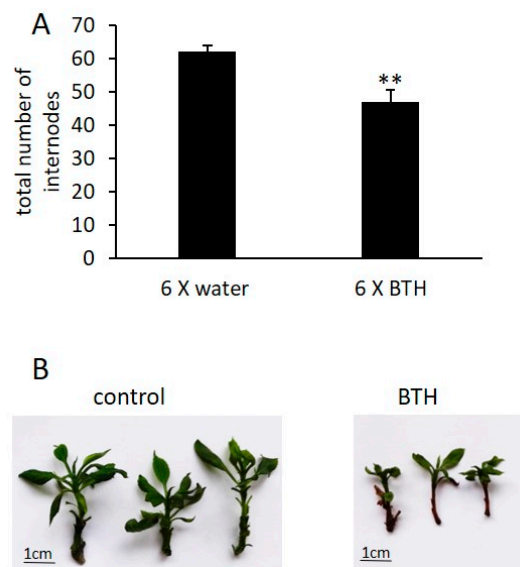 A
70
60
50
40
30
20
10
0
total number of
internodes
**
6 X water
6 X BTH
B
control
BTH
1cm
1cm